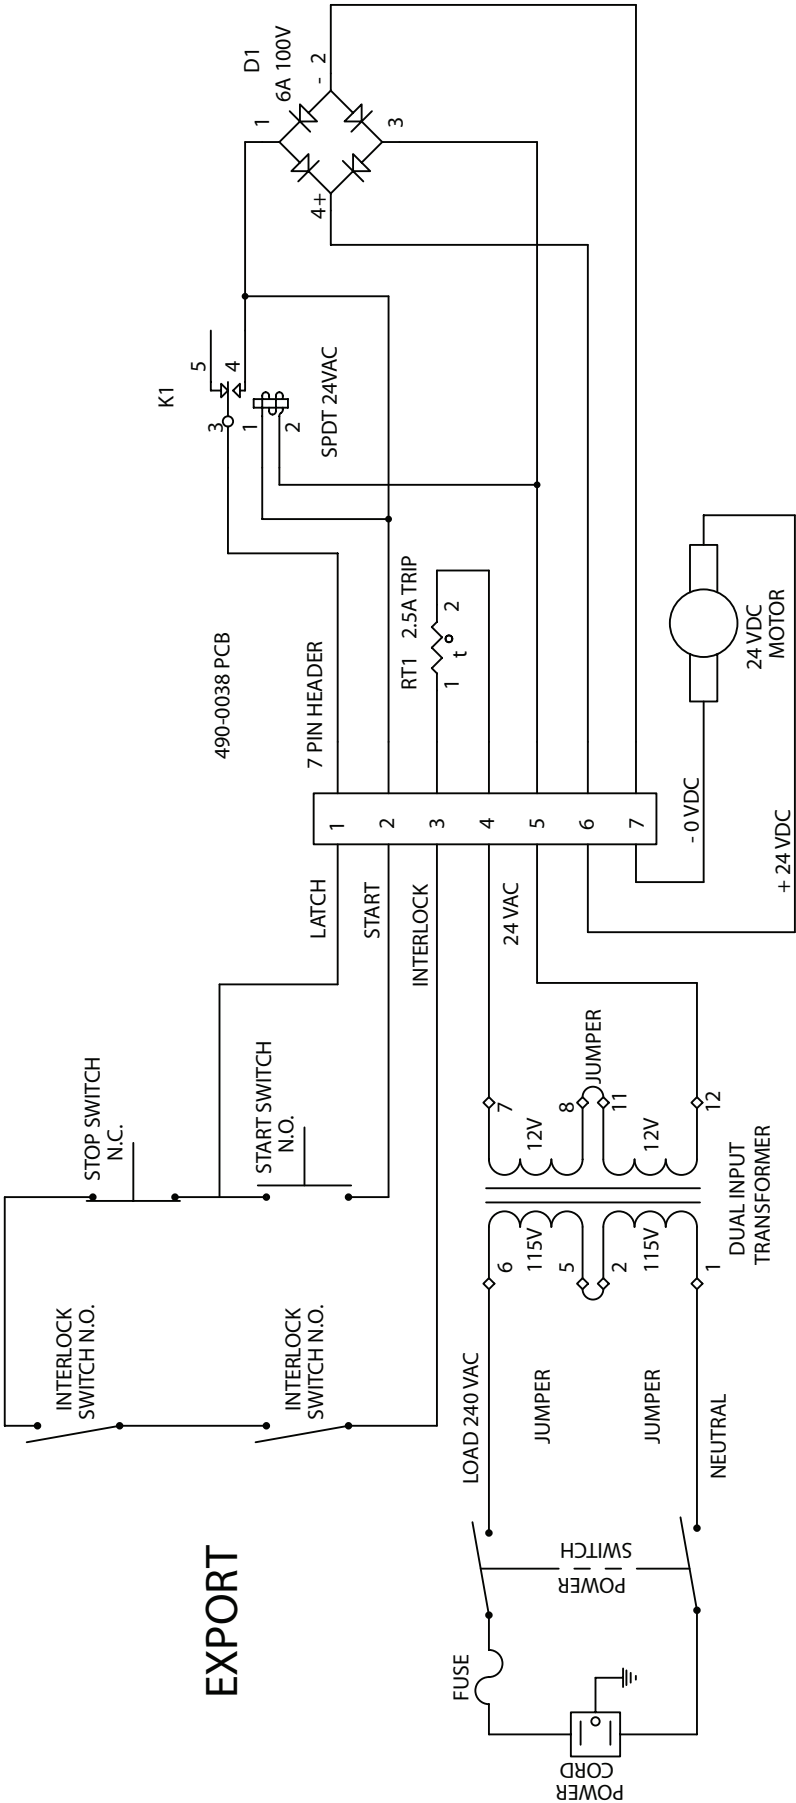 EXPORT
INTERLOCK
SWITCH N.O.
INTERLOCK
SWITCH N.O.
STOP SWITCH
N.C.
START SWITCH
N.O.
LATCH
START
INTERLOCK
24 VAC
7 PIN HEADER
490-0038 PCB
1
2
3
4
5
6
7
K1
3
5
4
1
2
SPDT 24VAC
RT1 2.5A TRIP
1
2
t
D1
6A 100V
1
- 2
3
4+
POWER
CORD
FUSE
POWER
SWITCH
LOAD 240 VAC
JUMPER
JUMPER
NEUTRAL
6
115V
5
2
115V
1
7
12V
8
11
12V
12
JUMPER
DUAL INPUT
TRANSFORMER
- 0 VDC
+ 24 VDC
24 VDC
MOTOR